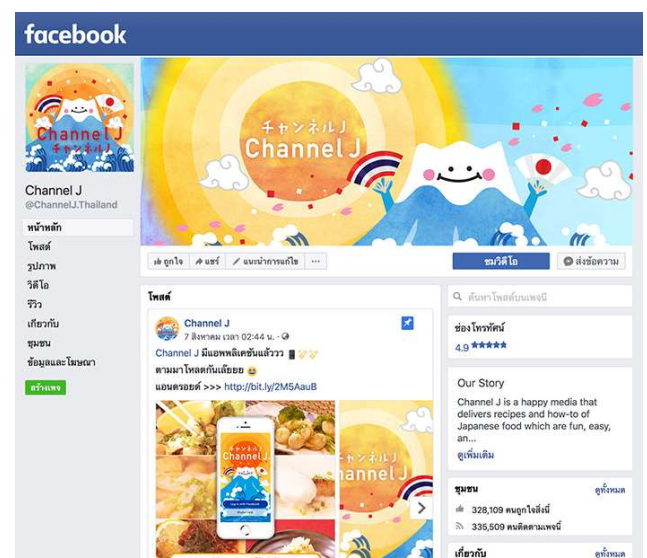 facebook
チャンネルJ
Channel J
Channel J
チャンネルJ
Channel J
@ChannelJ.Thailand
หน้าหลัก
โพสต์
รูปภาพ
วิดีโอ
รีวิว
เกี่ยวกับ
ชุมชน
ข้อมูลและโฆษณา
สร้างเพจ
ถูกใจ แชร์ แนะนำการแก้ไข ...
ชมวิดีโอ ส่งข้อความ
โพสต์
Channel J
7 สิงหาคม เวลา 02:44 น. ·
Channel J มีแอพพลิเคชันแล้ววว
ตามมาโหลดกันเล้ยยย
แอนดรอยด์ >>> http://bit.ly/2M5AauB
チャンネルJ
Channel J
チャンネルJ
hannel J
ค้นหาโพสต์บนเพจนี้
ช่องโทรทัศน์
4.9 ★★★★★
Our Story
Channel J is a happy media that
delivers recipes and how-to of
Japanese food which are fun, easy,
an...
ดูเพิ่มเติม
ชุมชน ดูทั้งหมด
328,109 คนถูกใจสิ่งนี้
335,509 คนติดตามเพจนี้
เกี่ยวกับ ดูทั้งหมด